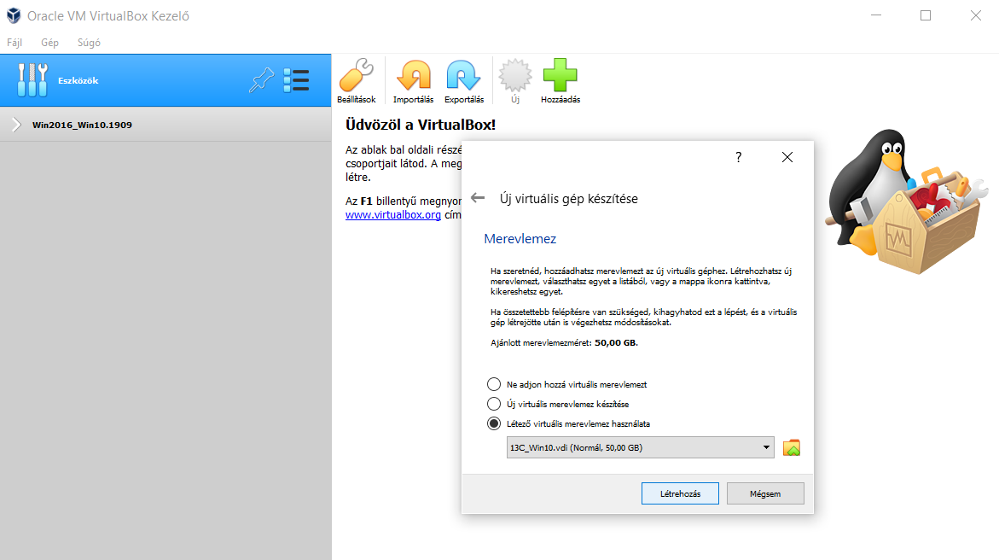 Oracle VM VirtualBox Kezelő
Fájl Gép Súgó
Eszközök
Win2016_Win10.1909
Beállítások Importálás Exportálás Új Hozzáadás
Üdvözöl a VirtualBox!
Az ablak bal oldali részé
csoportjait látod. A meg
létre.
Az F1 billentyű megnyom
www.virtualbox.org cím
?
Új virtuális gép készítése
Merevlemez
Ha szeretnéd, hozzáadhatsz merevlemezt az új virtuális géphez. Létrehozhatsz új
merevlemezt, választhatsz egyet a listából, vagy a mappa ikonra kattintva,
kikereshetsz egyet.
Ha összetettebb felépítésre van szükséged, kihagyhatod ezt a lépést, és a virtuális
gép létrejötte után is végezhetsz módosításokat.
Ajánlott merevlemezméret: 50,00 GB.
Ne adjon hozzá virtuális merevlemezt
Új virtuális merevlemez készítése
Létező virtuális merevlemez használata
13C_Win10.vdi (Normál, 50,00 GB)
Létrehozás Mégsem